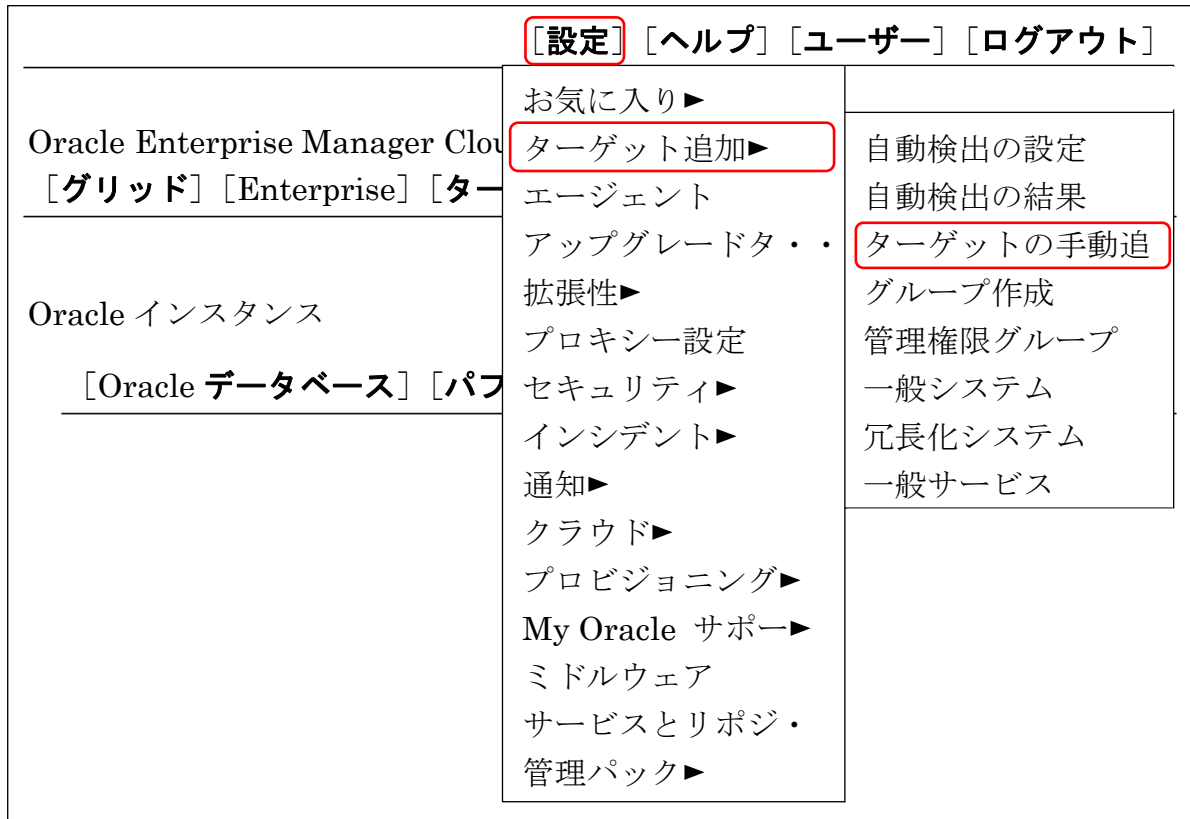 ［設定］［ヘルプ］［ユーザー］［ログアウト］
Oracle Enterprise Manager Clou
［グリッド］［Enterprise］［ター
Oracle インスタンス
［Oracle データベース］［パフ
お気に入り►
ターゲット追加►
エージェント
アップグレードタ・・
拡張性►
プロキシー設定
セキュリティ►
インシデント►
通知►
クラウド►
プロビジョニング►
My Oracle サポー►
ミドルウェア
サービスとリポジ・
管理パック►
自動検出の設定
自動検出の結果
ターゲットの手動追
グループ作成
管理権限グループ
一般システム
冗長化システム
一般サービス